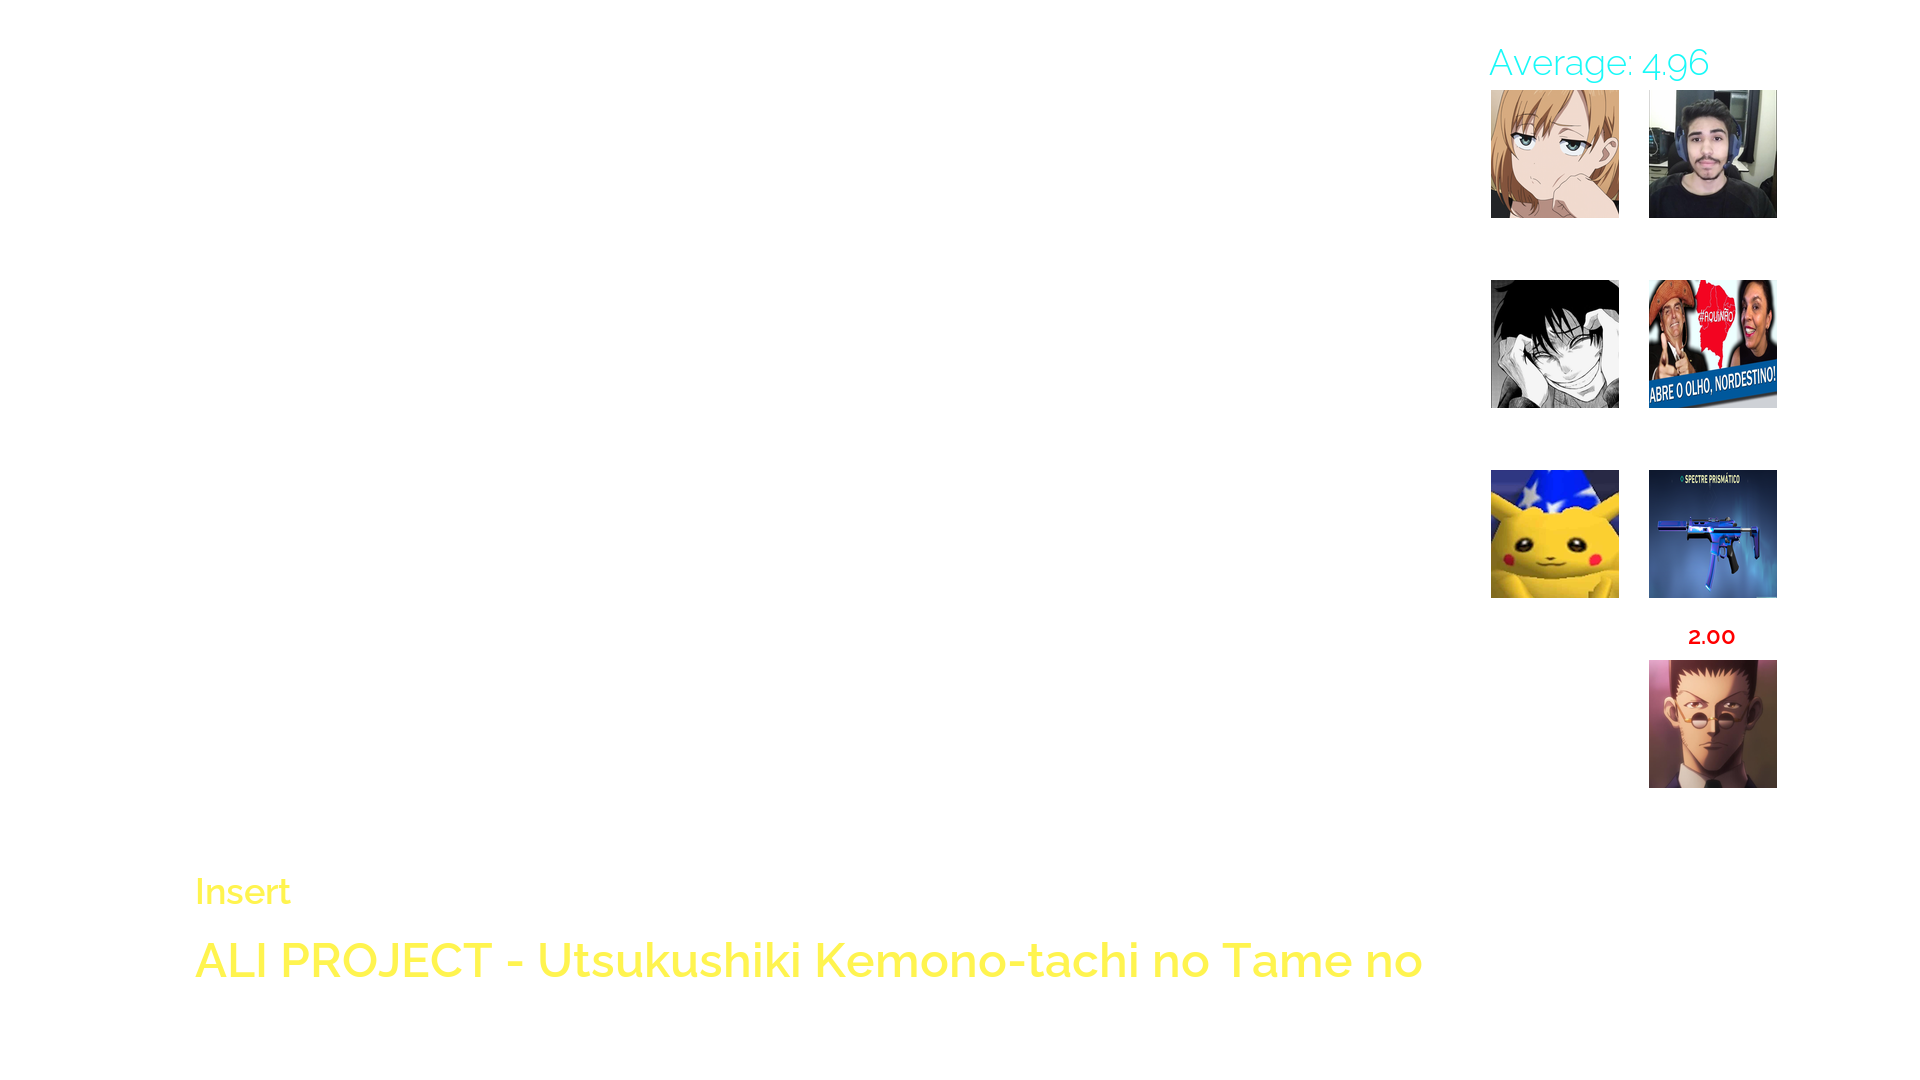 Average: 4.96
#AQUINÃO
ABRE O OLHO, NORDESTINO!
SPECTRE PRISMÁTICO
2.00
Insert
ALI PROJECT - Utsukushiki Kemono-tachi no Tame no